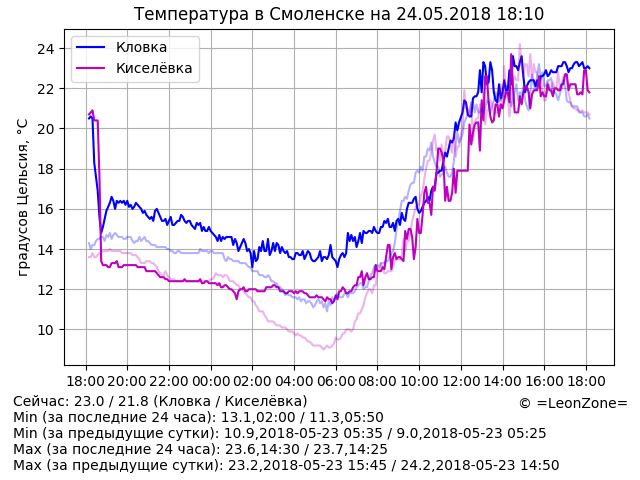 Температура в Смоленске на 24.05.2018 18:10
градусов Цельсия, °C
24
22
20
18
16
14
12
10
Кловка
Киселёвка
18:00 20:00 22:00 00:00 02:00 04:00 06:00 08:00 10:00 12:00 14:00 16:00 18:00
Сейчас: 23.0 / 21.8 (Кловка / Киселёвка)
© =LeonZone=
Min (за последние 24 часа): 13.1,02:00 / 11.3,05:50
Min (за предыдущие сутки): 10.9,2018-05-23 05:35 / 9.0,2018-05-23 05:25
Max (за последние 24 часа): 23.6,14:30 / 23.7,14:25
Max (за предыдущие сутки): 23.2,2018-05-23 15:45 / 24.2,2018-05-23 14:50